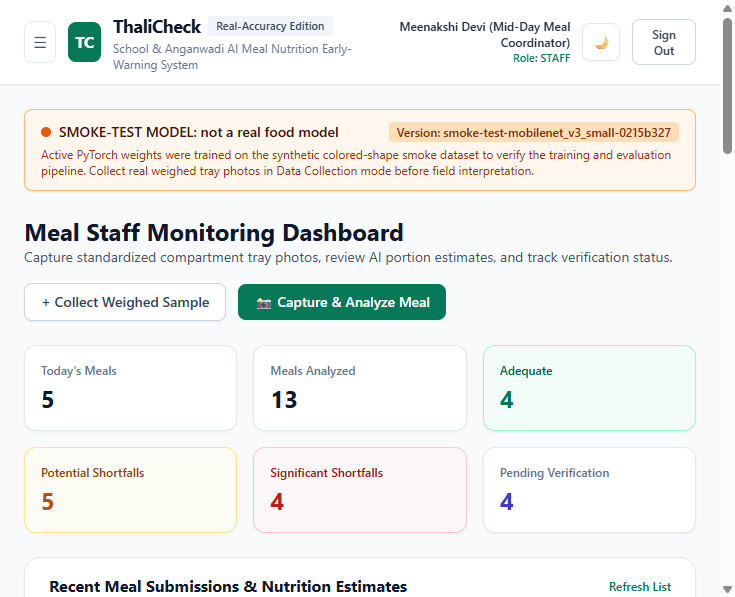 ☰
TC
ThaliCheck
Real-Accuracy Edition
School & Anganwadi AI Meal Nutrition Early-
Warning System
Meenakshi Devi (Mid-Day Meal
Coordinator)
Role: STAFF
Sign
Out
SMOKE-TEST MODEL: not a real food model
Version: smoke-test-mobilenet_v3_small-0215b327
Active PyTorch weights were trained on the synthetic colored-shape smoke dataset to verify the training and evaluation
pipeline. Collect real weighed tray photos in Data Collection mode before field interpretation.
Meal Staff Monitoring Dashboard
Capture standardized compartment tray photos, review AI portion estimates, and track verification status.
+ Collect Weighed Sample
📸 Capture & Analyze Meal
Today's Meals
5
Meals Analyzed
13
Adequate
4
Potential Shortfalls
5
Significant Shortfalls
4
Pending Verification
4
Recent Meal Submissions & Nutrition Estimates
Refresh List